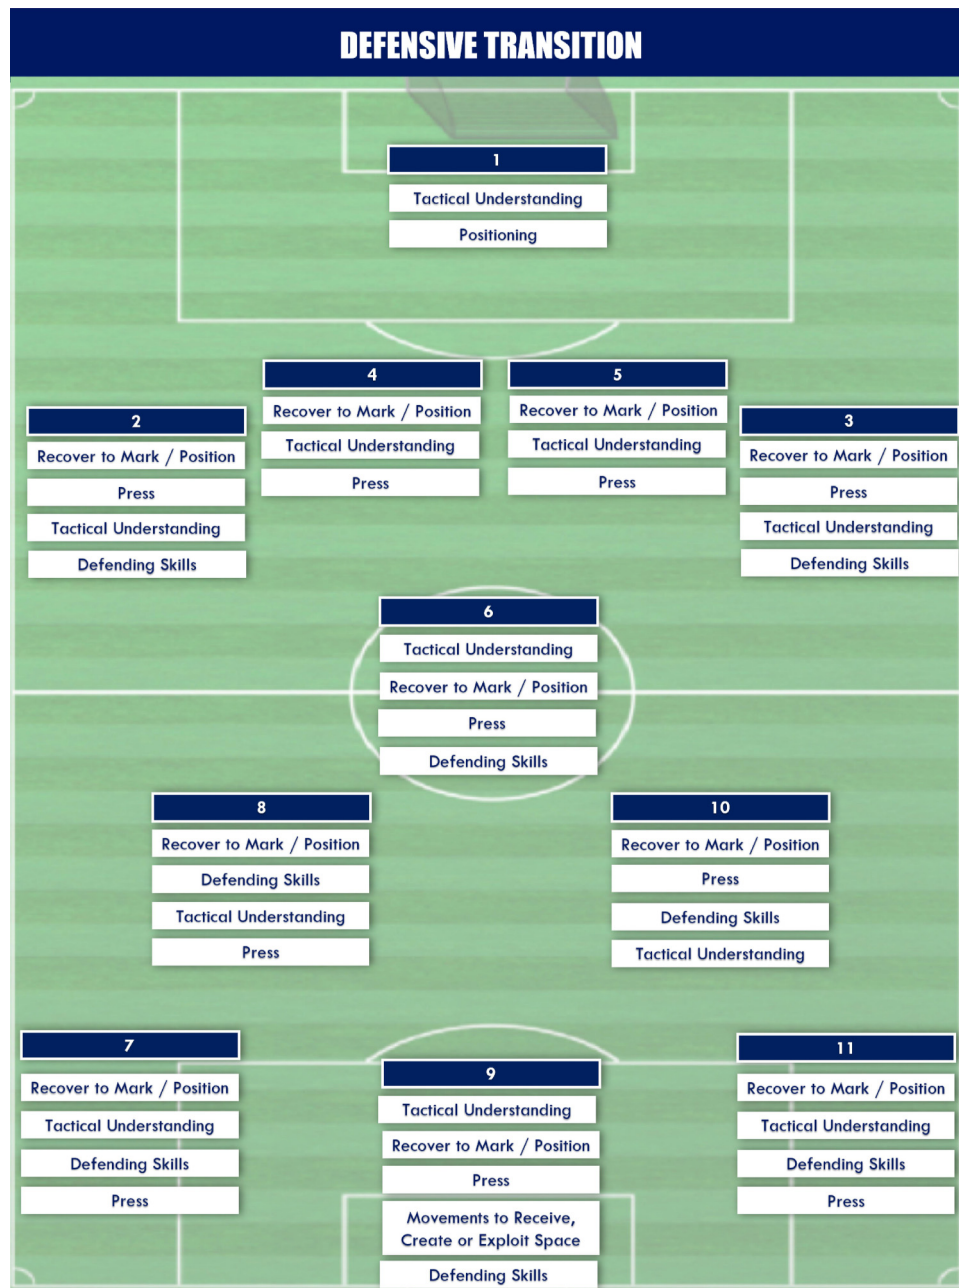 DEFENSIVE TRANSITION
1
Tactical Understanding
Positioning
4
Recover to Mark / Position
Tactical Understanding
Press
5
Recover to Mark / Position
Tactical Understanding
Press
2
Recover to Mark / Position
Press
Tactical Understanding
Defending Skills
3
Recover to Mark / Position
Press
Tactical Understanding
Defending Skills
6
Tactical Understanding
Recover to Mark / Position
Press
Defending Skills
8
Recover to Mark / Position
Defending Skills
Tactical Understanding
Press
10
Recover to Mark / Position
Press
Defending Skills
Tactical Understanding
7
Recover to Mark / Position
Tactical Understanding
Defending Skills
Press
9
Tactical Understanding
Recover to Mark / Position
Press
Movements to Receive,
Create or Exploit Space
Defending Skills
11
Recover to Mark / Position
Tactical Understanding
Defending Skills
Press